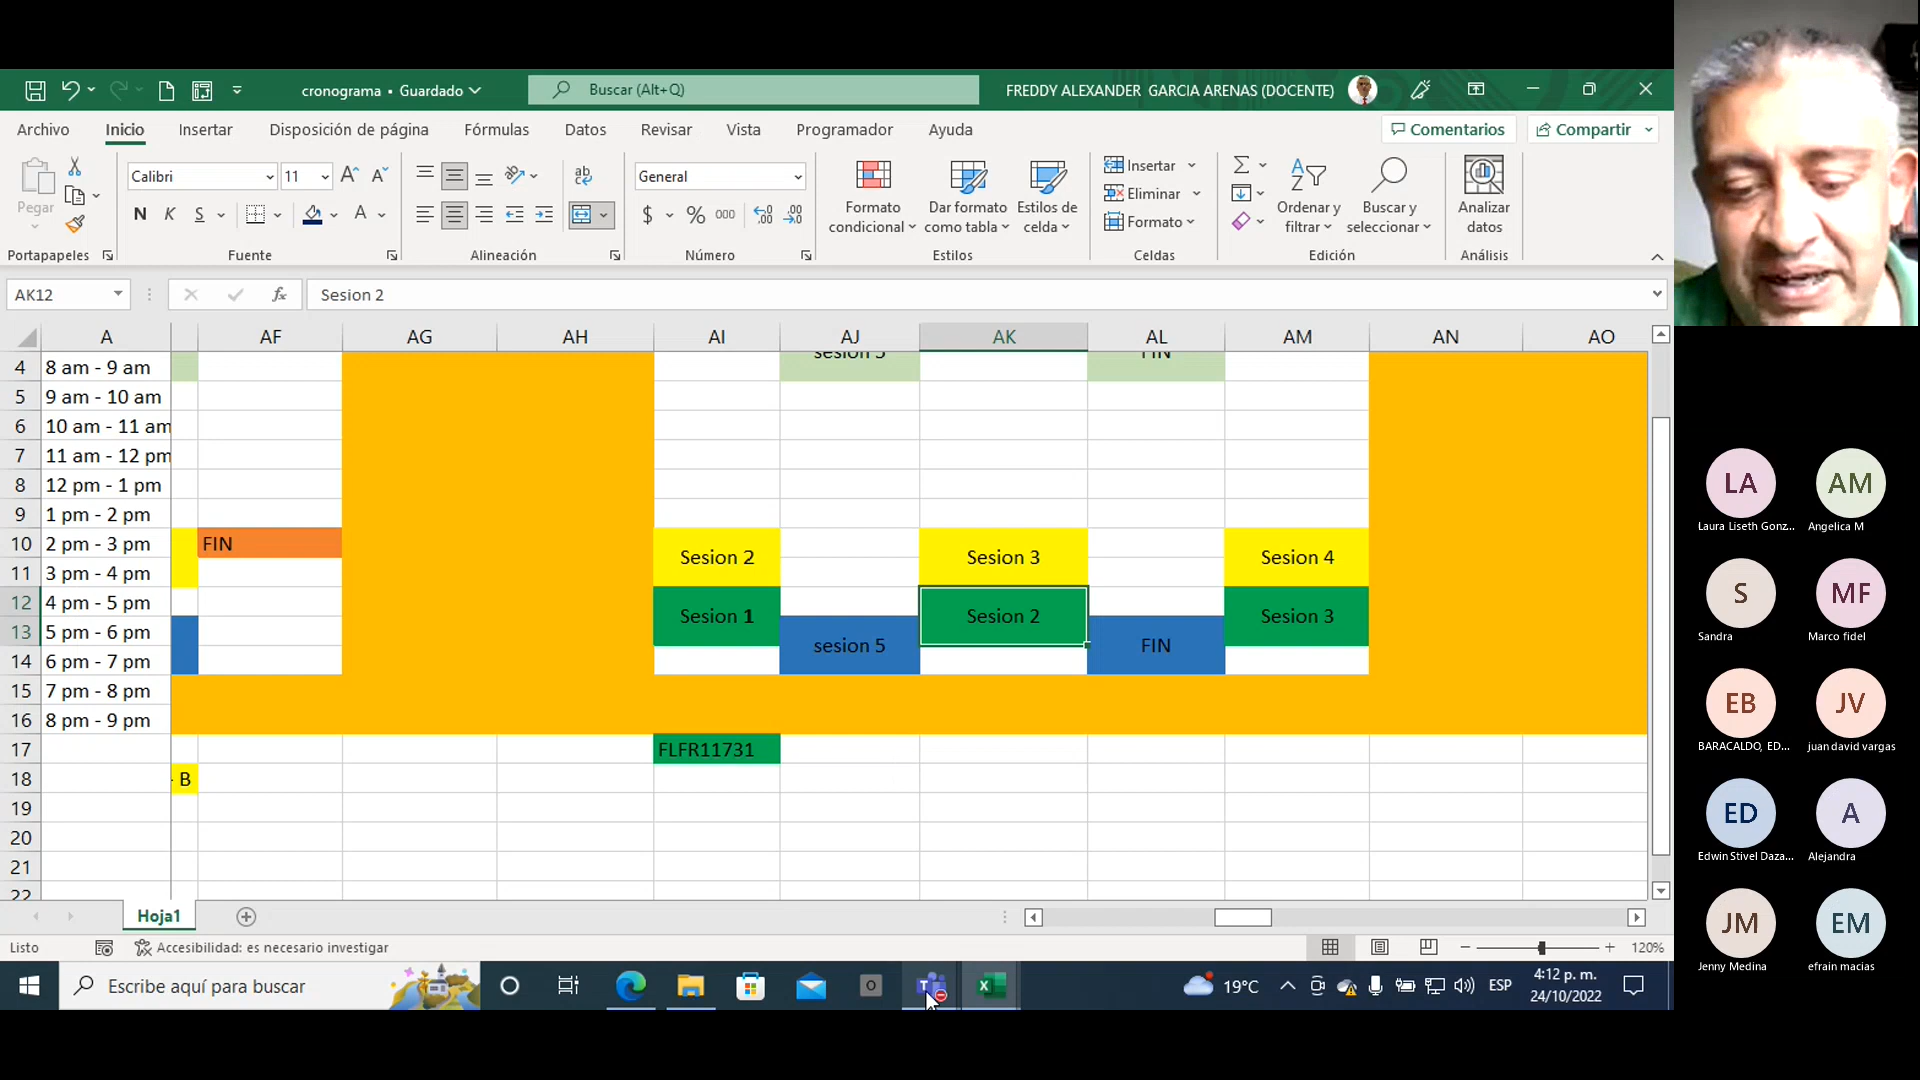 cronograma • Guardado
Buscar (Alt+Q)
FREDDY ALEXANDER GARCIA ARENAS (DOCENTE)
Archivo Inicio Insertar Disposición de página Fórmulas Datos Revisar Vista Programador Ayuda Comentarios Compartir
Pegar
Portapapeles
Calibri 11
N K S
Fuente
Alineación
General
$ % 000
Número
Formato condicional
Dar formato como tabla
Estilos de celda
Estilos
Insertar
Eliminar
Formato
Celdas
Ordenar y filtrar
Buscar y seleccionar
Edición
Analizar datos
Análisis
AK12 fx Sesion 2
A AF AG AH AI AJ AK AL AM AN AO
4 8 am - 9 am sesion 5 FIN
5 9 am - 10 am
6 10 am - 11 am
7 11 am - 12 pm
8 12 pm - 1 pm
9 1 pm - 2 pm
10 2 pm - 3 pm FIN Sesion 2 Sesion 3 Sesion 4
11 3 pm - 4 pm
12 4 pm - 5 pm Sesion 1 Sesion 2 Sesion 3
13 5 pm - 6 pm sesion 5 FIN
14 6 pm - 7 pm
15 7 pm - 8 pm
16 8 pm - 9 pm
17 FLFR11731
18 - B
19
20
21
22
Hoja1
Listo Accesibilidad: es necesario investigar 120%
Escribe aquí para buscar
19°C
ESP
4:12 p. m.
24/10/2022
LA AM
Laura Liseth Gonz... Angelica M
S MF
Sandra Marco fidel
EB JV
BARACALDO, ED... juan david vargas
ED A
Edwin Stivel Daza... Alejandra
JM EM
Jenny Medina efrain macias